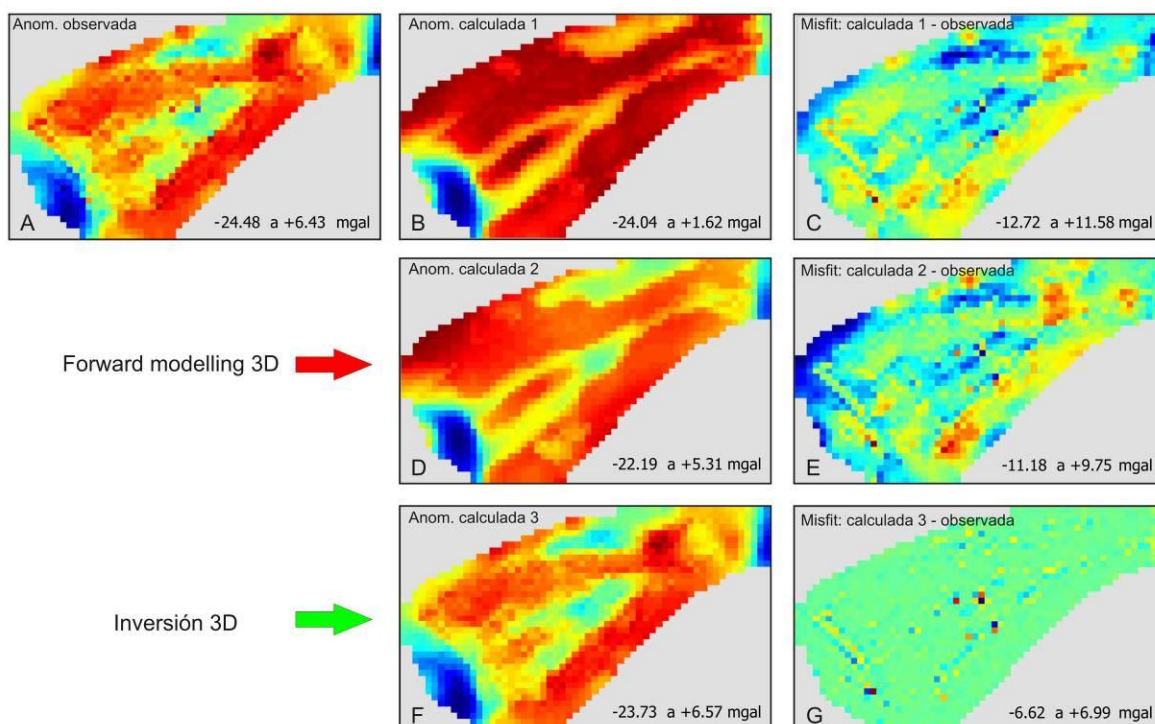 Anom. observada
A
-24.48 a +6.43 mgal
Anom. calculada 1
B
-24.04 a +1.62 mgal
Misfit: calculada 1 - observada
C
-12.72 a +11.58 mgal
Forward modelling 3D
Anom. calculada 2
D
-22.19 a +5.31 mgal
Misfit: calculada 2 - observada
E
-11.18 a +9.75 mgal
Inversión 3D
Anom. calculada 3
F
-23.73 a +6.57 mgal
Misfit: calculada 3 - observada
G
-6.62 a +6.99 mgal